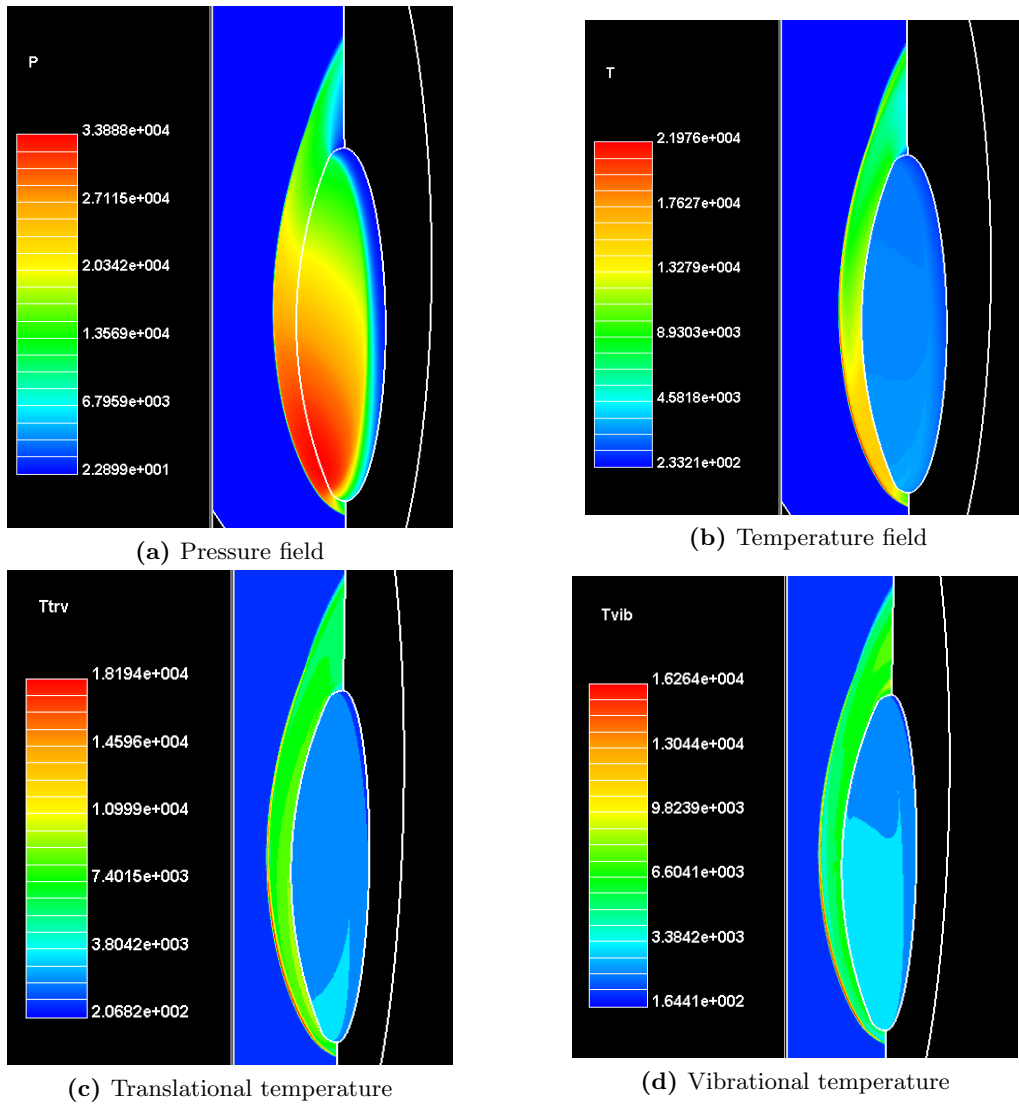 P
3.3888e+004
2.7115e+004
2.0342e+004
1.3569e+004
6.7959e+003
2.2899e+001
(a) Pressure field
T
2.1976e+004
1.7627e+004
1.3279e+004
8.9303e+003
4.5818e+003
2.3321e+002
(b) Temperature field
Ttrv
1.8194e+004
1.4596e+004
1.0999e+004
7.4015e+003
3.8042e+003
2.0682e+002
(c) Translational temperature
Tvib
1.6264e+004
1.3044e+004
9.8239e+003
6.6041e+003
3.3842e+003
1.6441e+002
(d) Vibrational temperature